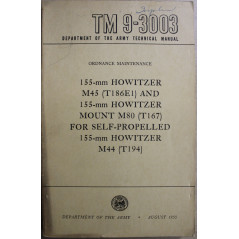 TM 9-3003
DEPARTMENT OF THE ARMY TECHNICAL MANUAL
ORDNANCE MAINTENANCE
155-mm HOWITZER
M45 (T186E1) AND
155-mm HOWITZER
MOUNT M80 (T167)
FOR SELF-PROPELLED
155-mm HOWITZER
M44 (T194)
DEPARTMENT OF THE ARMY • AUGUST